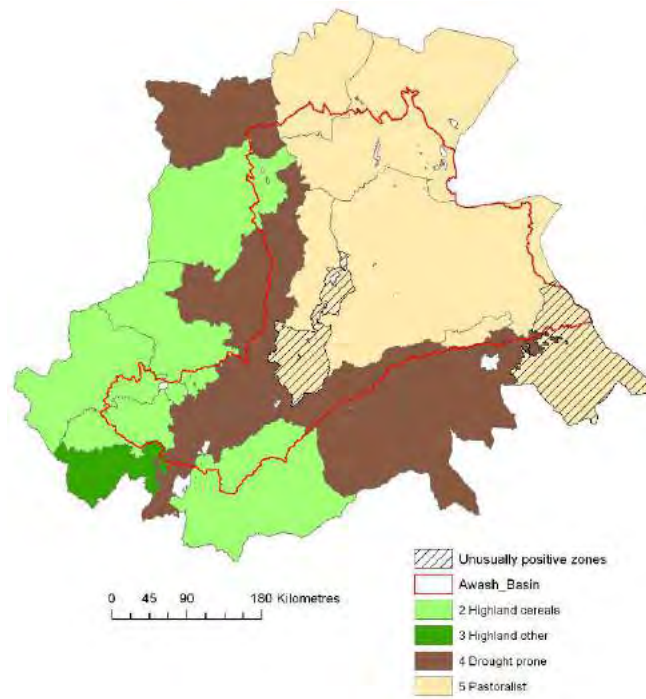 Unusually positive zones
Awash_Basin
0 45 90 180 Kilometres
2 Highland cereals
3 Highland other
4 Drought prone
5 Pastoralist